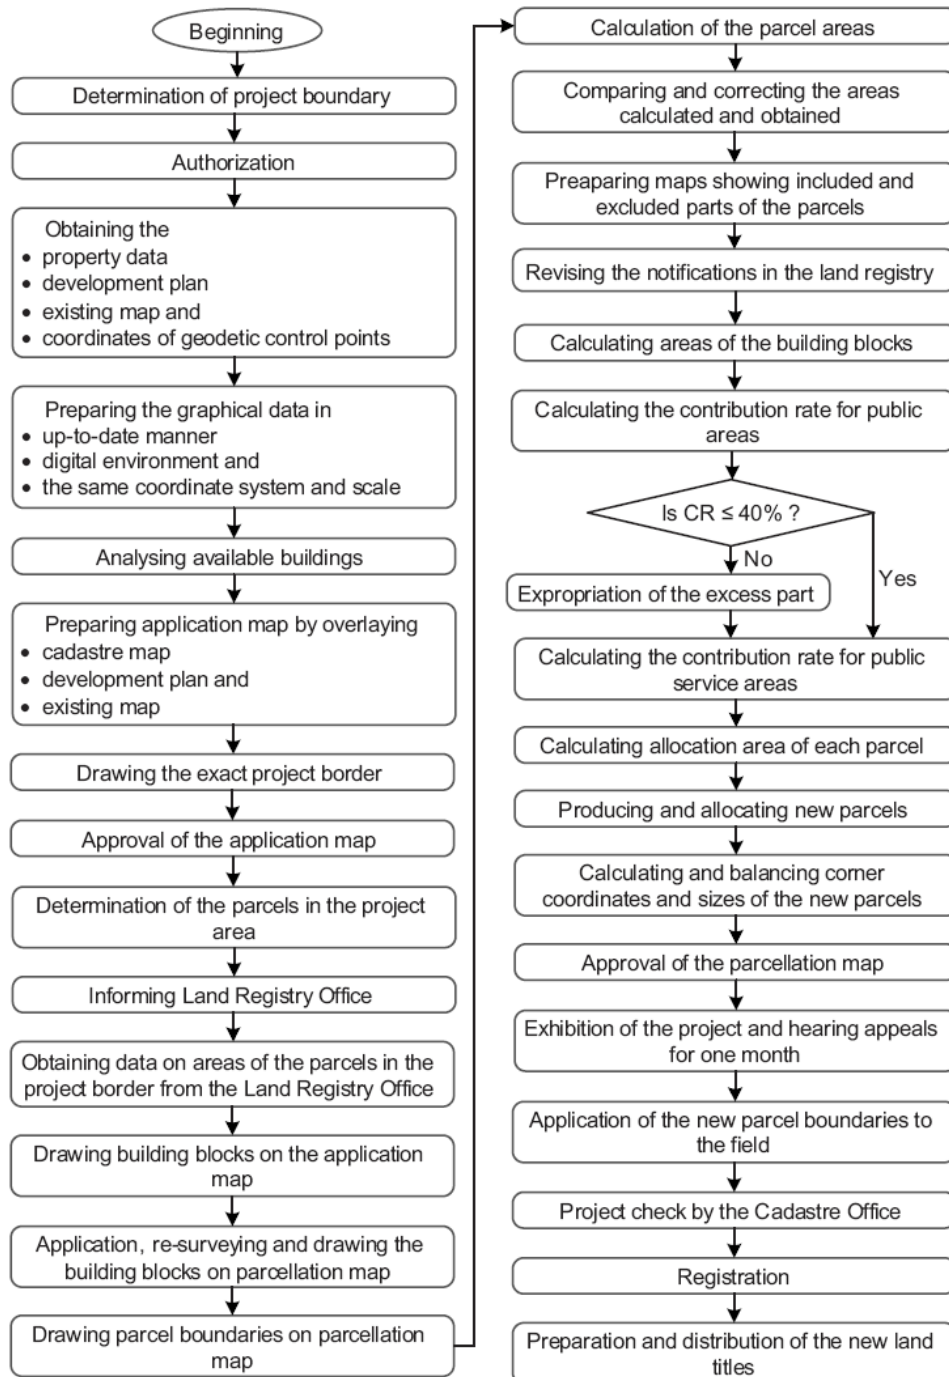 Beginning
Determination of project boundary
Authorization
Obtaining the
• property data
• development plan
• existing map and
• coordinates of geodetic control points
Preparing the graphical data in
• up-to-date manner
• digital environment and
• the same coordinate system and scale
Analysing available buildings
Preparing application map by overlaying
• cadastre map
• development plan and
• existing map
Drawing the exact project border
Approval of the application map
Determination of the parcels in the project
area
Informing Land Registry Office
Obtaining data on areas of the parcels in the
project border from the Land Registry Office
Drawing building blocks on the application
map
Application, re-surveying and drawing the
building blocks on parcellation map
Drawing parcel boundaries on parcellation
map
Calculation of the parcel areas
Comparing and correcting the areas
calculated and obtained
Preaparing maps showing included and
excluded parts of the parcels
Revising the notifications in the land registry
Calculating areas of the building blocks
Calculating the contribution rate for public
areas
Is CR ≤ 40% ?
No
Yes
Expropriation of the excess part
Calculating the contribution rate for public
service areas
Calculating allocation area of each parcel
Producing and allocating new parcels
Calculating and balancing corner
coordinates and sizes of the new parcels
Approval of the parcellation map
Exhibition of the project and hearing appeals
for one month
Application of the new parcel boundaries to
the field
Project check by the Cadastre Office
Registration
Preparation and distribution of the new land
titles